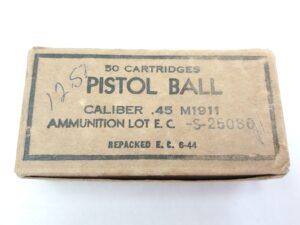 50 CARTRIDGES
PISTOL BALL
CALIBER .45 M1911
AMMUNITION LOT E.C. -S-25080
REPACKED E.C. 6-44